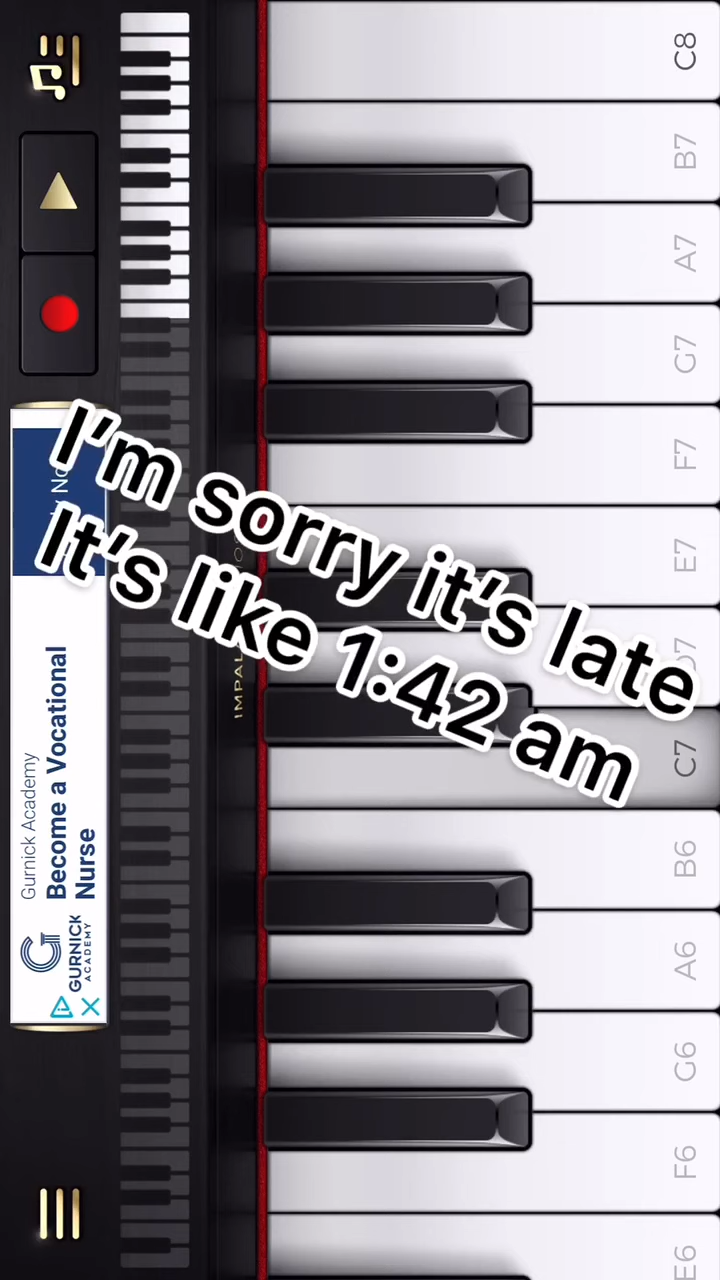 I'm sorry it's late
It's like 1:42 am
Gurnick Academy
Become a Vocational
Nurse
GURNICK
ACADEMY
C8
B7
A7
G7
F7
E7
C7
B6
A6
G6
F6
E6